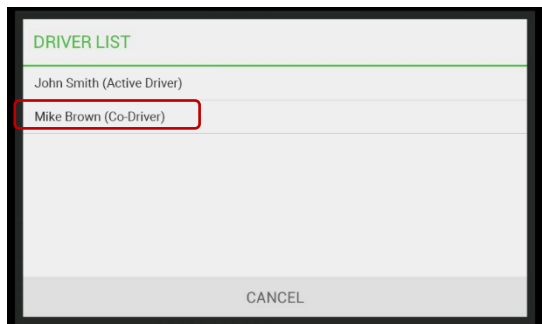 DRIVER LIST
John Smith (Active Driver)
Mike Brown (Co-Driver)
CANCEL